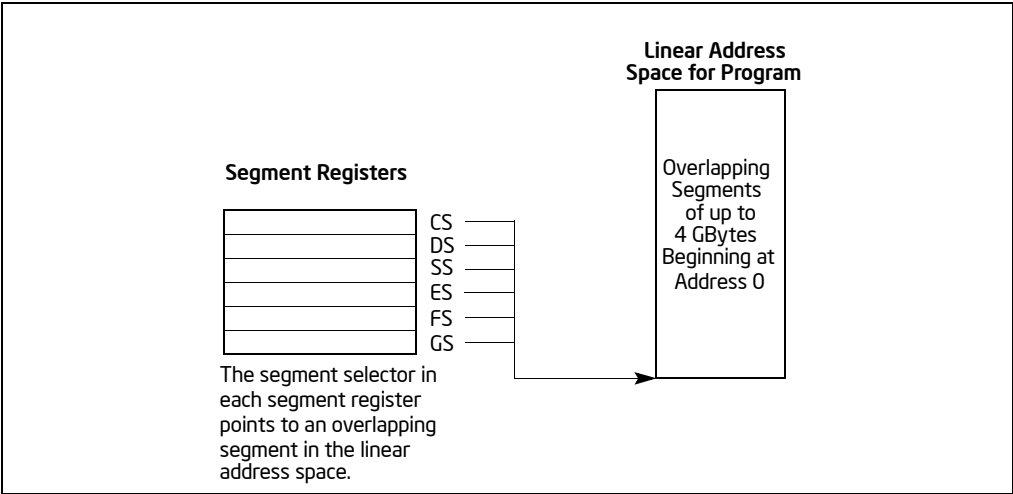 Linear Address
Space for Program
Overlapping
Segments
of up to
4 GBytes
Beginning at
Address 0
Segment Registers
CS
DS
SS
ES
FS
GS
The segment selector in
each segment register
points to an overlapping
segment in the linear
address space.